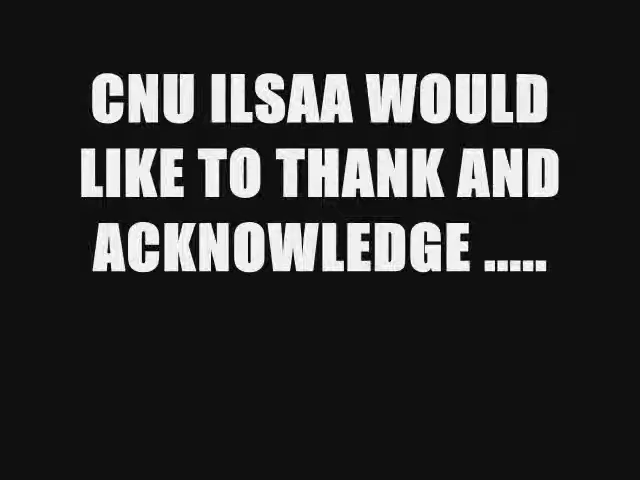 CNU ILSAA WOULD
LIKE TO THANK AND
ACKNOWLEDGE .....